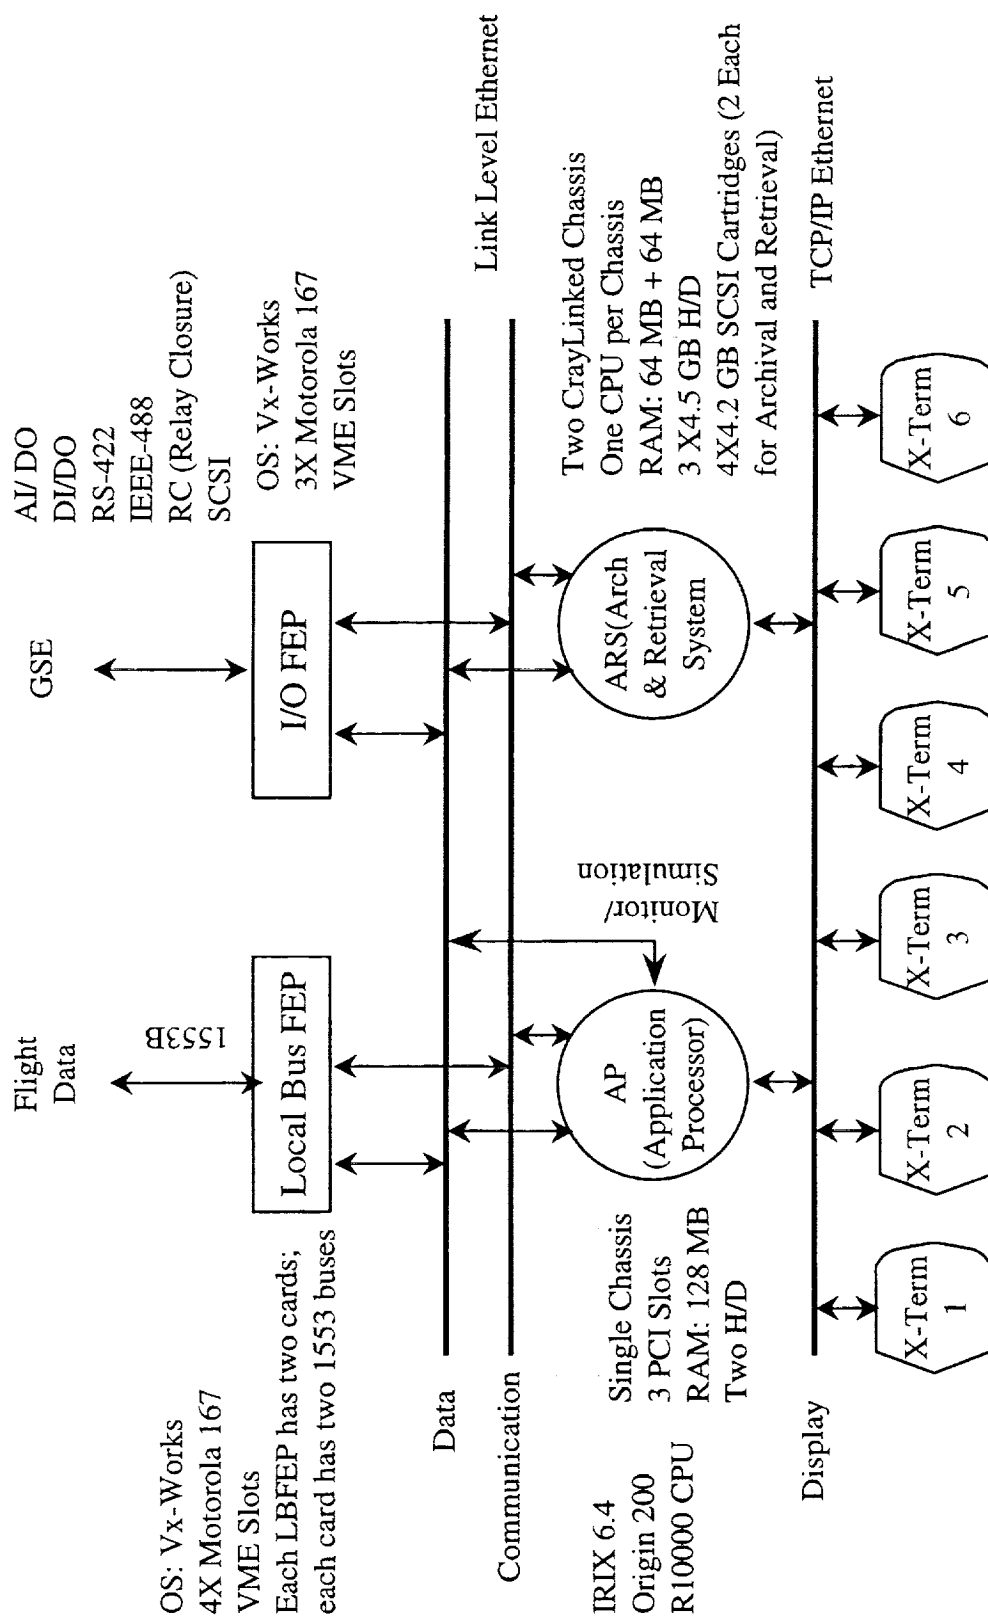 Flight
Data
GSE
AI/ DO
DI/DO
RS-422
IEEE-488
RC (Relay Closure)
SCSI
1553B
OS: Vx-Works
4X Motorola 167
VME Slots
Each LBFEP has two cards;
each card has two 1553 buses
Local Bus FEP
I/O FEP
OS: Vx-Works
3X Motorola 167
VME Slots
Data
Communication
Link Level Ethernet
IRIX 6.4
Origin 200
R10000 CPU
Single Chassis
3 PCI Slots
RAM: 128 MB
Two H/D
AP
(Application
Processor)
Monitor/
Simulation
ARS(Arch
& Retrieval
System
Two CrayLinked Chassis
One CPU per Chassis
RAM: 64 MB + 64 MB
3 X4.5 GB H/D
4X4.2 GB SCSI Cartridges (2 Each
for Archival and Retrieval)
Display
TCP/IP Ethernet
X-Term
1
X-Term
2
X-Term
3
X-Term
4
X-Term
5
X-Term
6